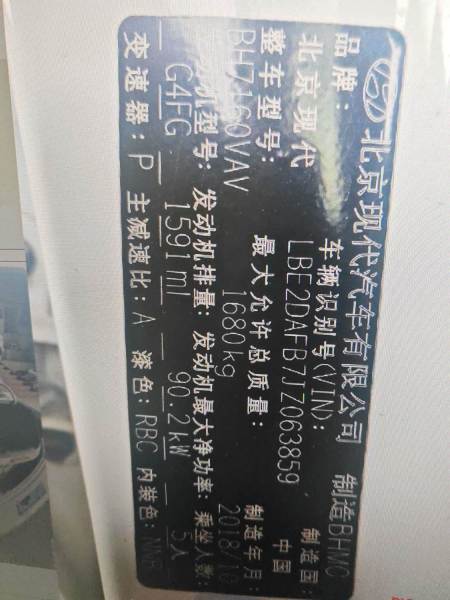 北京现代汽车有限公司 制造BHMC
品牌: 车辆识别号(VIN): 制造国:
北京现代 LBE2DAFB7JZ063859 中国
整车型号: 最大允许总质量: 制造年月:
BH7160VAV 1680kg 2018/10
机型号: 发动机排量: 发动机最大净功率: 乘坐人数:
G4FG 1591ml 90.2kW 5人
变速器: P 主减速比: A 漆色: RBC 内装色: NNB